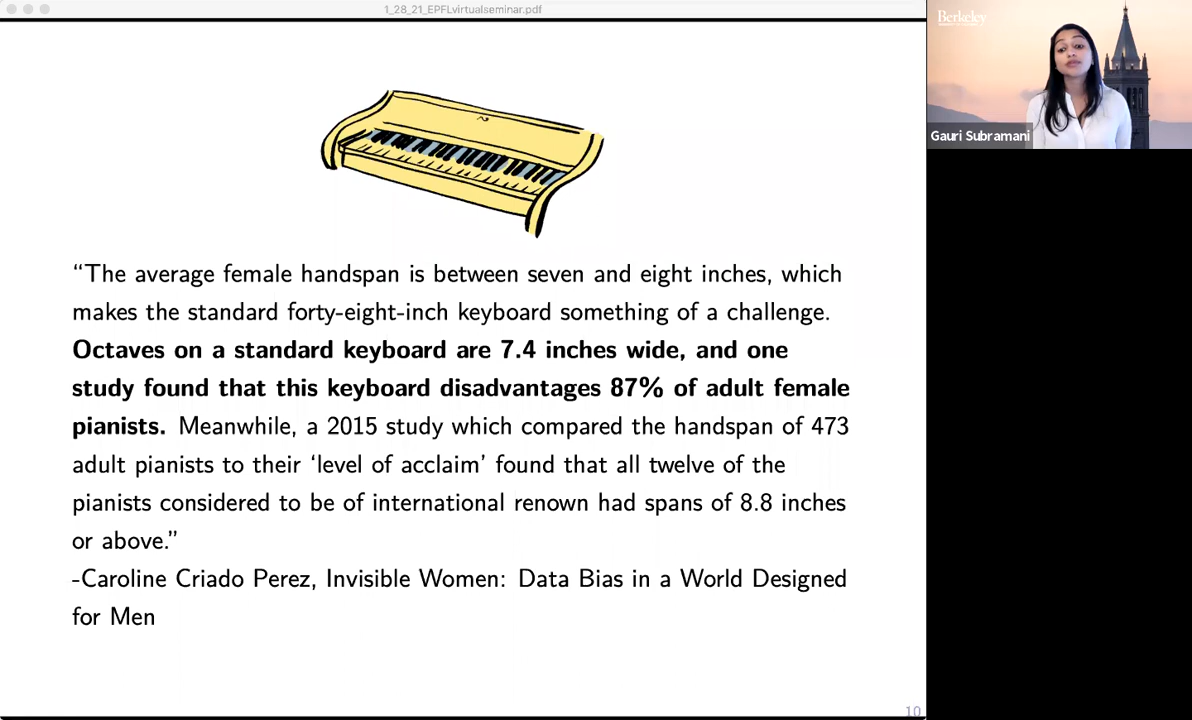 1_28_21_EPFLvirtualseminar.pdf
Berkeley
Gauri Subramani
“The average female handspan is between seven and eight inches, which
makes the standard forty-eight-inch keyboard something of a challenge.
Octaves on a standard keyboard are 7.4 inches wide, and one
study found that this keyboard disadvantages 87% of adult female
pianists. Meanwhile, a 2015 study which compared the handspan of 473
adult pianists to their ‘level of acclaim’ found that all twelve of the
pianists considered to be of international renown had spans of 8.8 inches
or above.”
-Caroline Criado Perez, Invisible Women: Data Bias in a World Designed
for Men
10